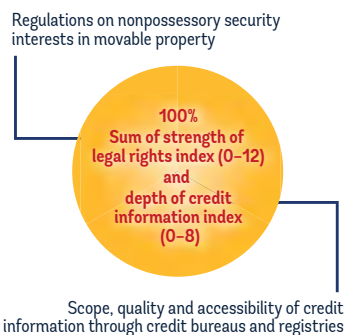 Regulations on nonpossessory security
interests in movable property
100%
Sum of strength of
legal rights index (0–12)
and
depth of credit
information index
(0–8)
Scope, quality and accessibility of credit
information through credit bureaus and registries